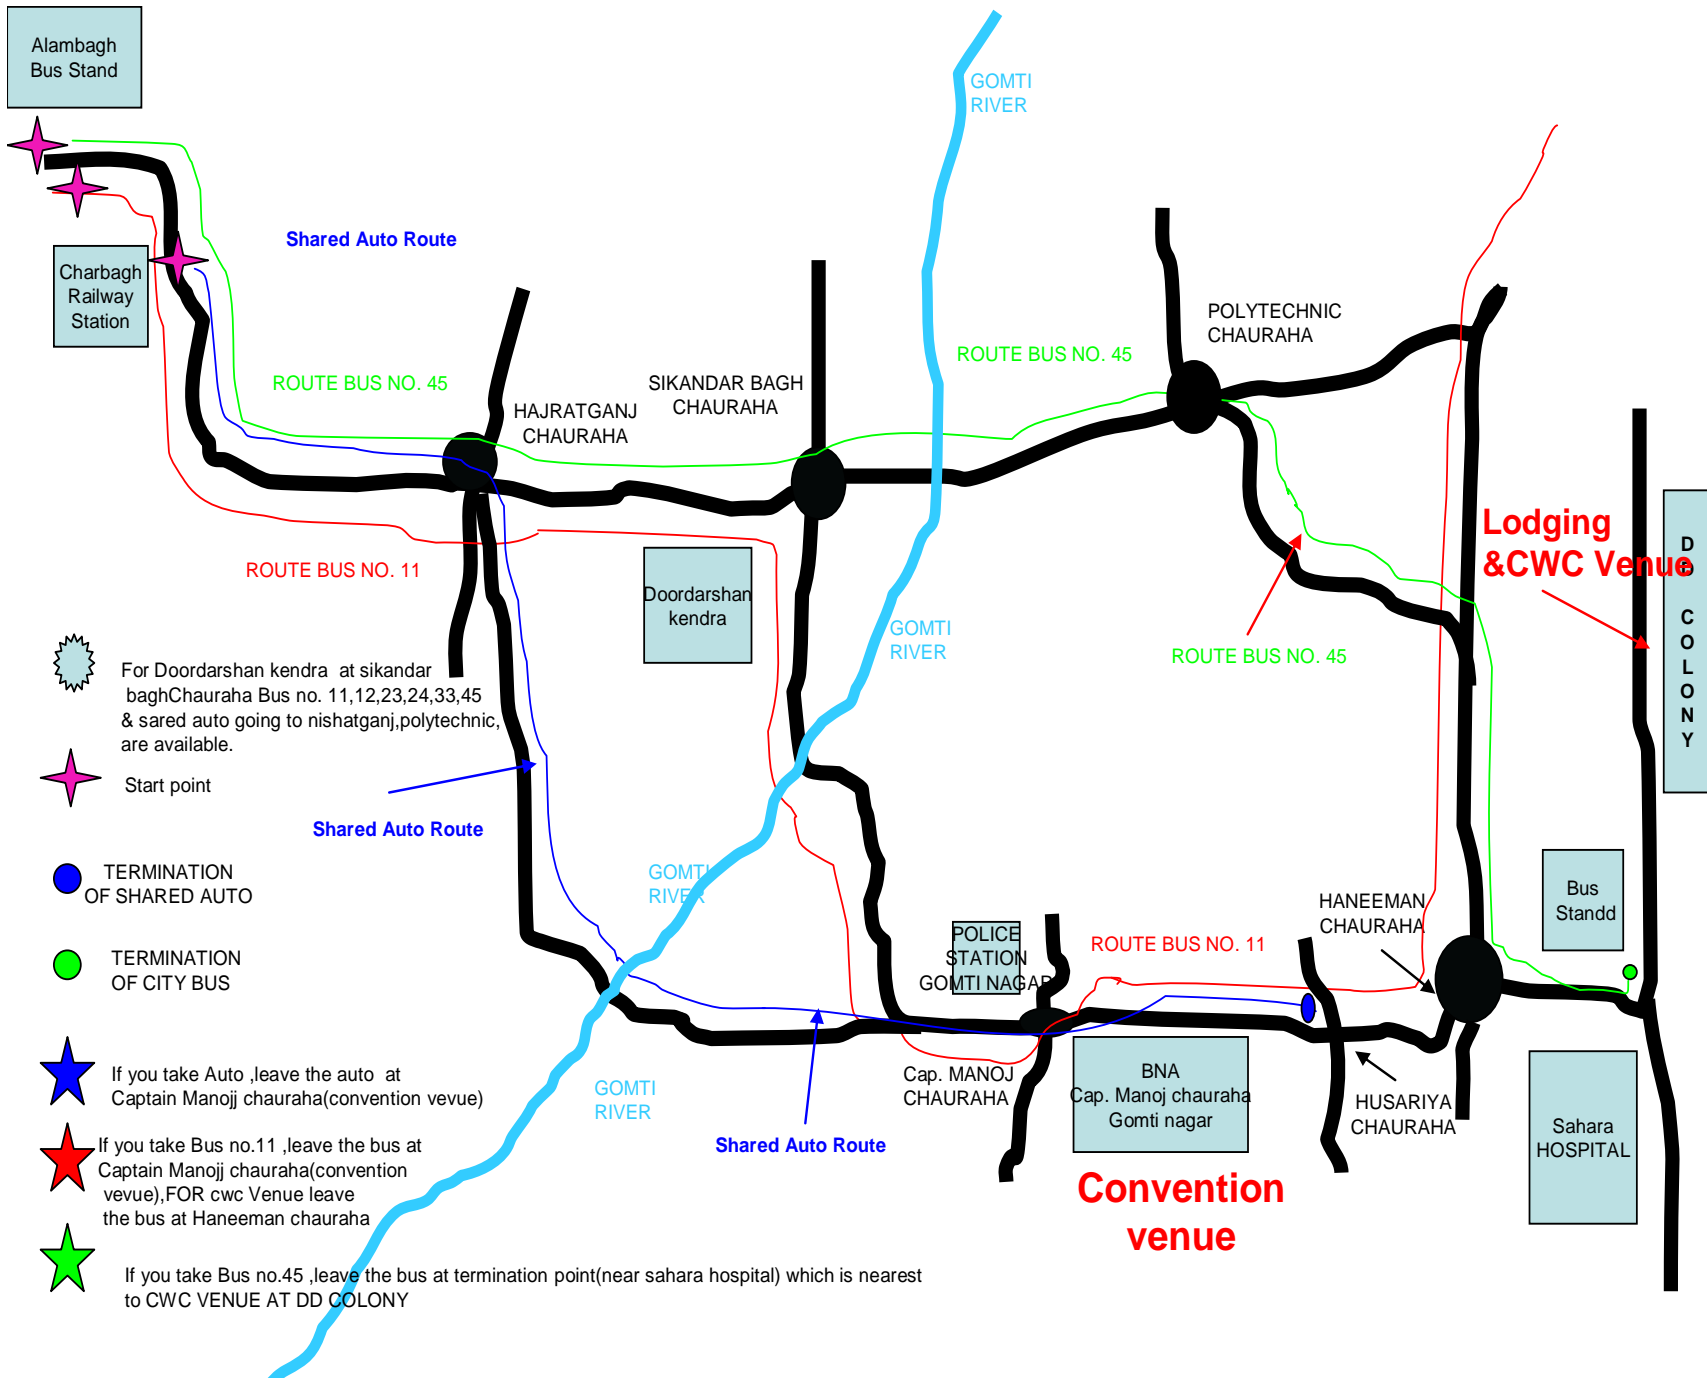 Alambagh
Bus Stand
GOMTI
RIVER
Shared Auto Route
Charbagh
Railway
Station
POLYTECHNIC
CHAURAHA
ROUTE BUS NO. 45
ROUTE BUS NO. 45
SIKANDAR BAGH
CHAURAHA
HAJRATGANJ
CHAURAHA
Lodging
&CWC Venue
DD COLONY
ROUTE BUS NO. 11
Doordarshan
kendra
GOMTI
RIVER
ROUTE BUS NO. 45
For Doordarshan kendra at sikandar
baghChauraha Bus no. 11,12,23,24,33,45
& sared auto going to nishatganj,polytechnic,
are available.
Start point
Shared Auto Route
TERMINATION
OF SHARED AUTO
GOMTI
RIVER
HANEEMAN
CHAURAHA
Bus
Standd
POLICE
STATION
GOMTI NAGAR
ROUTE BUS NO. 11
TERMINATION
OF CITY BUS
If you take Auto ,leave the auto at
Captain Manojj chauraha(convention vevue)
GOMTI
RIVER
Cap. MANOJ
CHAURAHA
BNA
Cap. Manoj chauraha
Gomti nagar
HUSARIYA
CHAURAHA
Sahara
HOSPITAL
Shared Auto Route
If you take Bus no.11 ,leave the bus at
Captain Manojj chauraha(convention
vevue),FOR cwc Venue leave
the bus at Haneeman chauraha
Convention
venue
If you take Bus no.45 ,leave the bus at termination point(near sahara hospital) which is nearest
to CWC VENUE AT DD COLONY